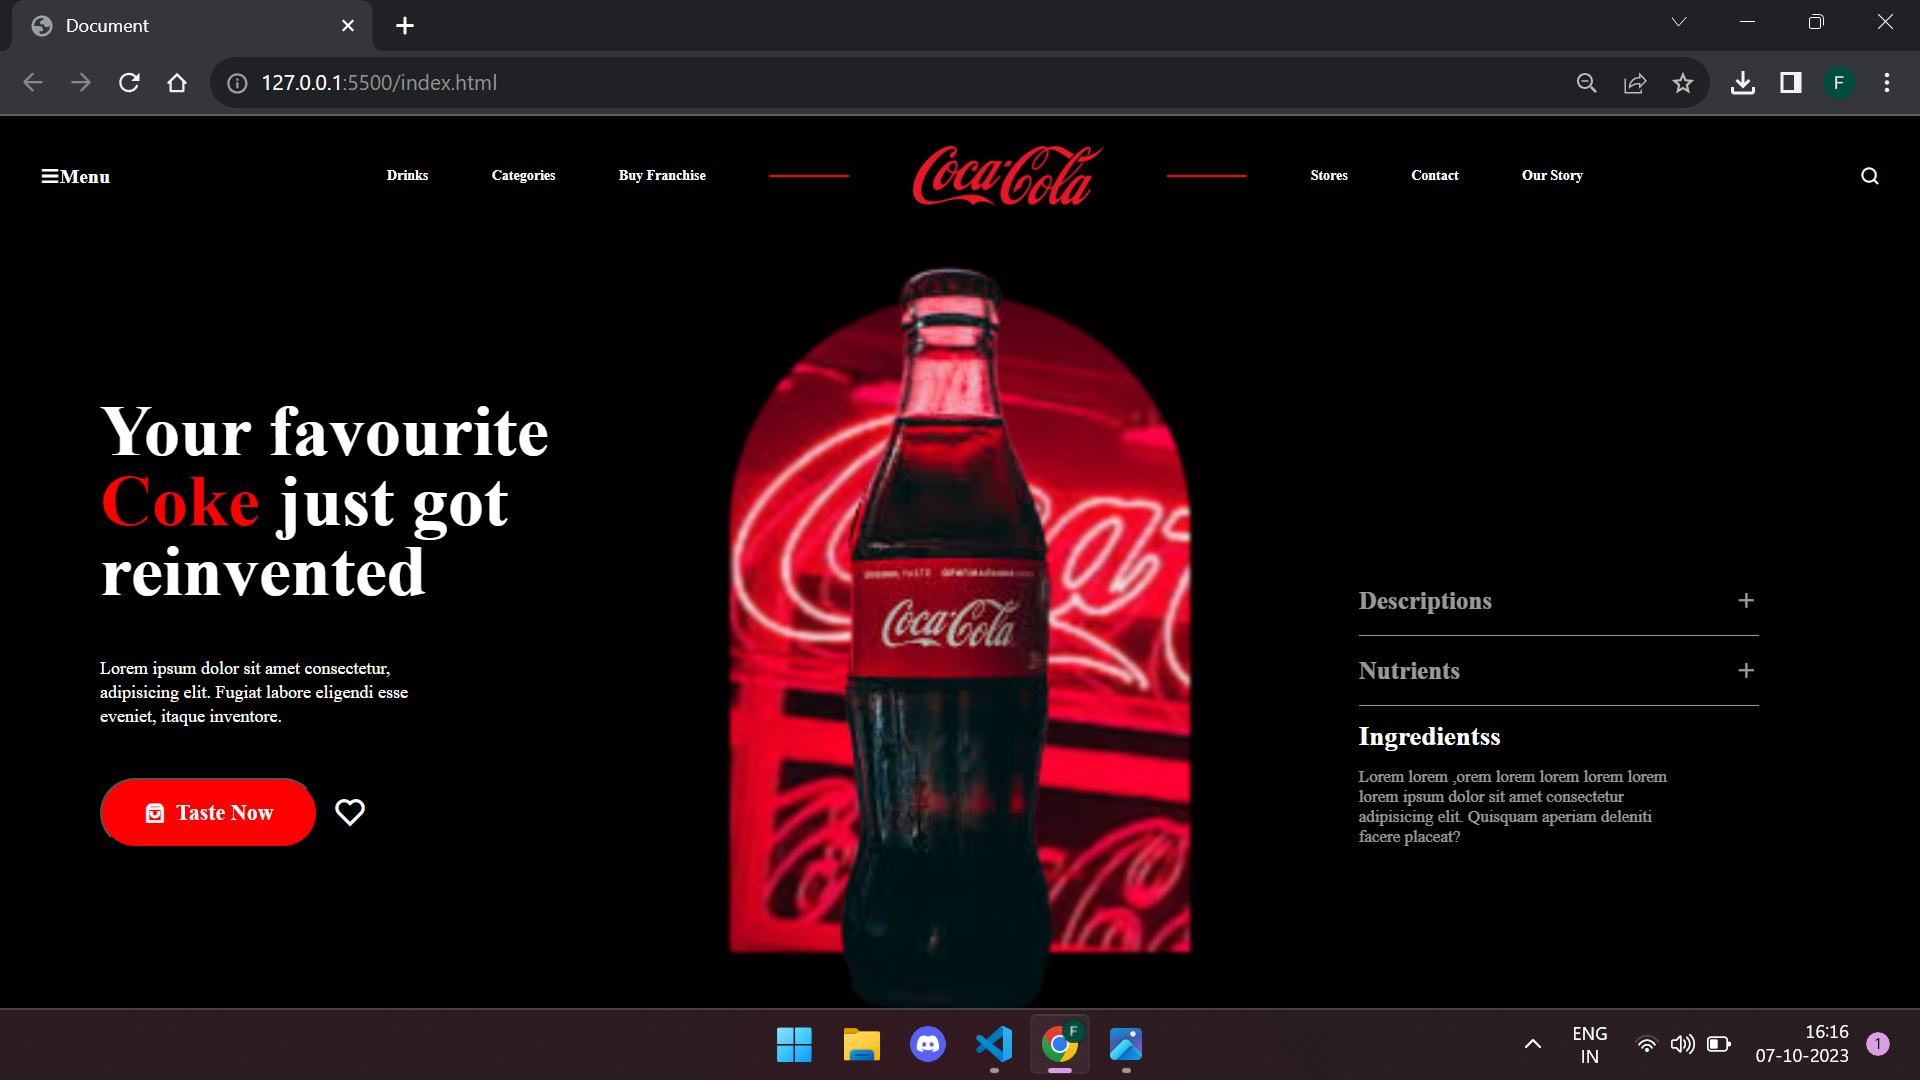 Document
127.0.0.1:5500/index.html
F
Menu
Drinks
Categories
Buy Franchise
Coca-Cola
Stores
Contact
Our Story
Your favourite
Coke just got
reinvented
Lorem ipsum dolor sit amet consectetur,
adipisicing elit. Fugiat labore eligendi esse
eveniet, itaque inventore.
Taste Now
Coca-Cola
Descriptions +
Nutrients +
Ingredientss
Lorem lorem ,orem lorem lorem lorem lorem
lorem ipsum dolor sit amet consectetur
adipisicing elit. Quisquam aperiam deleniti
facere placeat?
F
ENG
IN
16:16
07-10-2023
1